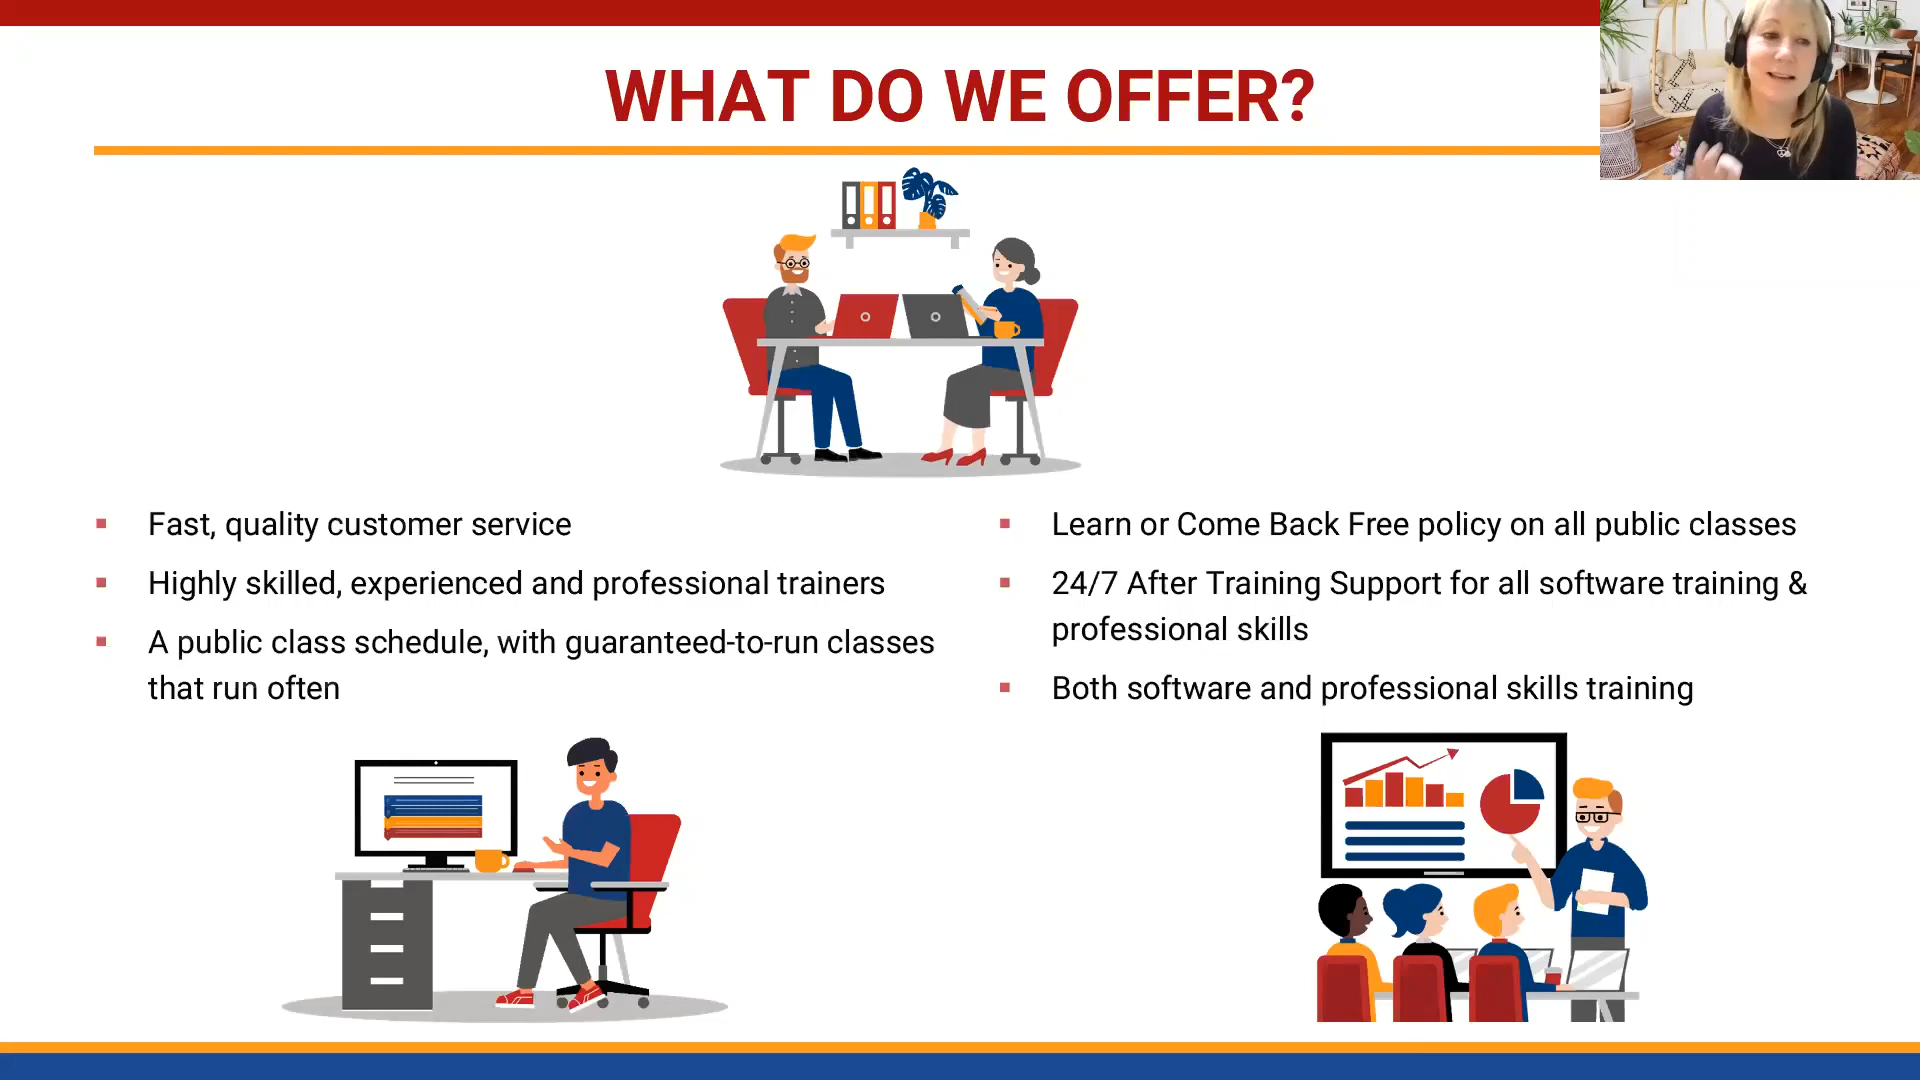 WHAT DO WE OFFER?
Fast, quality customer service
Highly skilled, experienced and professional trainers
A public class schedule, with guaranteed-to-run classes
that run often
Learn or Come Back Free policy on all public classes
24/7 After Training Support for all software training &
professional skills
Both software and professional skills training